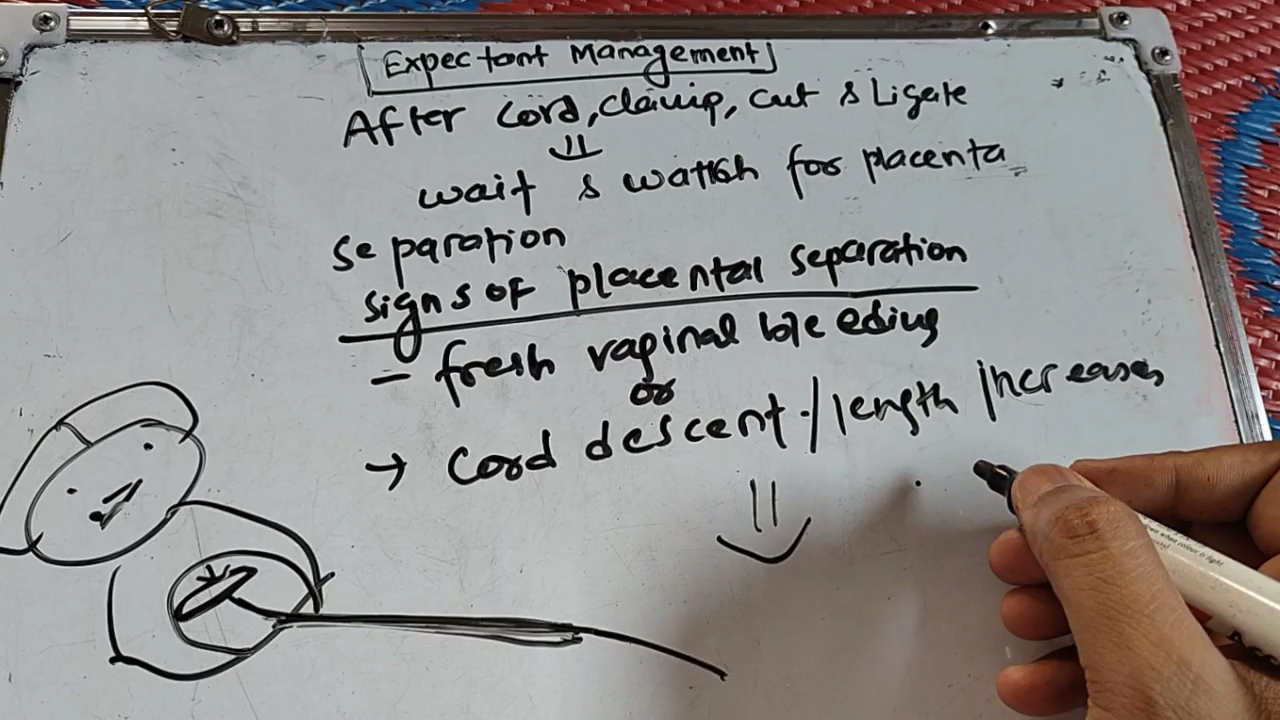 Expectant Management
After cord, clamp, cut & Ligate
⇓
wait & watch for placenta
separation
signs of placental separation
- fresh vaginal bleeding
or
→ Cord descent / length increases
⇓